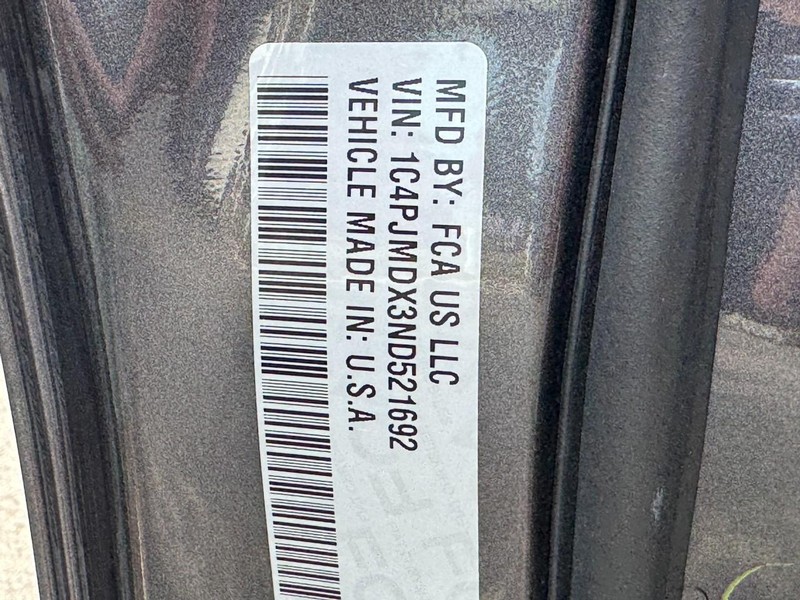 MFD BY: FCA US LLC
VIN: 1C4PJMDX3ND521692
VEHICLE MADE IN: U.S.A.